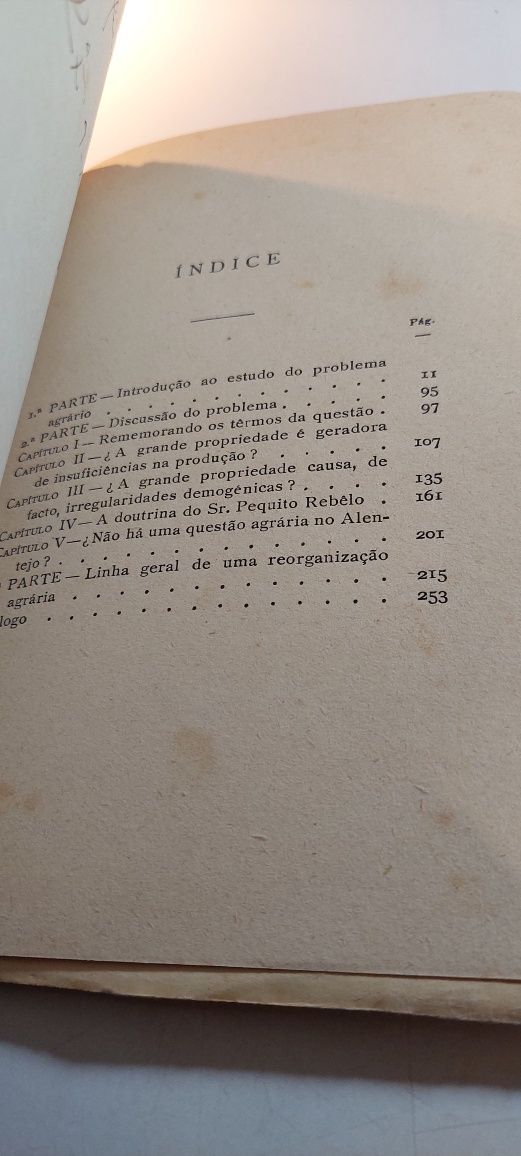 ÍNDICE
Pág.
1.ª PARTE — Introdução ao estudo do problema
agrário . . . . . . . . . . . . 11
2.ª PARTE — Discussão do problema . . . . 95
Capítulo I — Rememorando os têrmos da questão . 97
Capítulo II — ¿A grande propriedade é geradora
de insuficiências na produção? . . . . . 107
Capítulo III — ¿A grande propriedade causa, de
facto, irregularidades demogénicas? . . . . 135
Capítulo IV — A doutrina do Sr. Pequito Rebêlo . 161
Capítulo V — ¿Não há uma questão agrária no Alen-
tejo? . . . . . . . . . . . . . 201
PARTE — Linha geral de uma reorganização
agrária . . . . . . . . . . . . . 215
logo . . . . . . . . . . . . . . 253